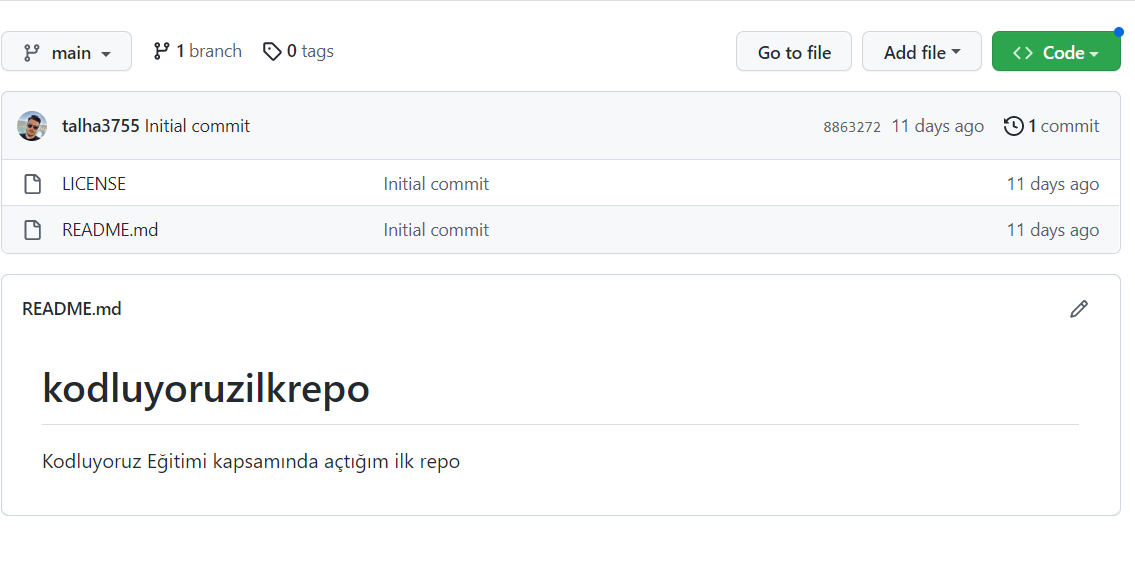 main 1 branch 0 tags Go to file Add file Code
talha3755 Initial commit 8863272 11 days ago 1 commit
LICENSE Initial commit 11 days ago
README.md Initial commit 11 days ago
README.md
kodluyoruzilkrepo
Kodluyoruz Eğitimi kapsamında açtığım ilk repo